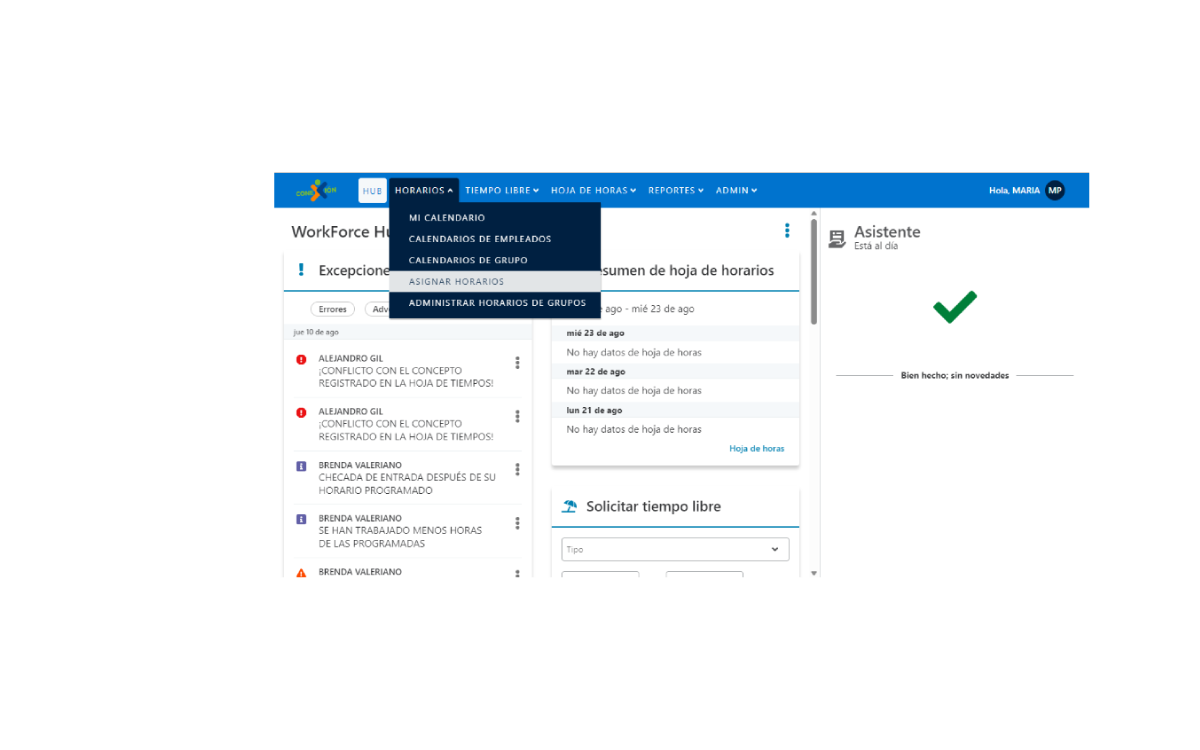 CONEXION
HUB
HORARIOS
TIEMPO LIBRE
HOJA DE HORAS
REPORTES
ADMIN
Hola, MARIA
MP
MI CALENDARIO
CALENDARIOS DE EMPLEADOS
CALENDARIOS DE GRUPO
ASIGNAR HORARIOS
ADMINISTRAR HORARIOS DE GRUPOS
WorkForce
Excepcione
Errores
jue 10 de ago
ALEJANDRO GIL
¡CONFLICTO CON EL CONCEPTO
REGISTRADO EN LA HOJA DE TIEMPOS!
ALEJANDRO GIL
¡CONFLICTO CON EL CONCEPTO
REGISTRADO EN LA HOJA DE TIEMPOS!
BRENDA VALERIANO
CHECADA DE ENTRADA DESPUÉS DE SU
HORARIO PROGRAMADO
BRENDA VALERIANO
SE HAN TRABAJADO MENOS HORAS
DE LAS PROGRAMADAS
BRENDA VALERIANO
sumen de hoja de horarios
ago - mié 23 de ago
mié 23 de ago
No hay datos de hoja de horas
mar 22 de ago
No hay datos de hoja de horas
lun 21 de ago
No hay datos de hoja de horas
Hoja de horas
Solicitar tiempo libre
Tipo
Asistente
Está al día
Bien hecho; sin novedades